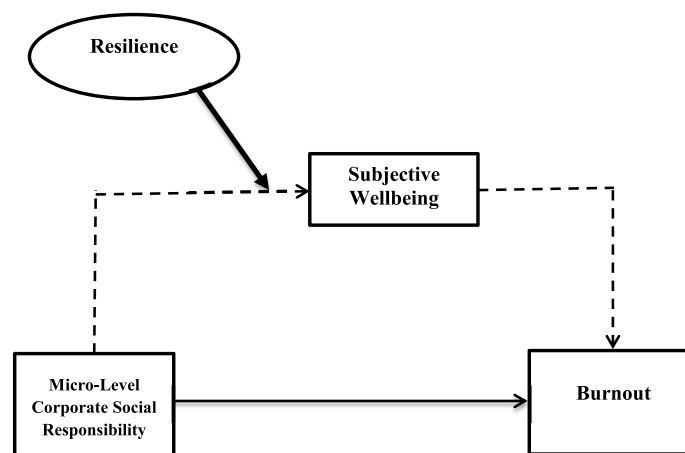 Resilience
Subjective
Wellbeing
Micro-Level
Corporate Social
Responsibility
Burnout